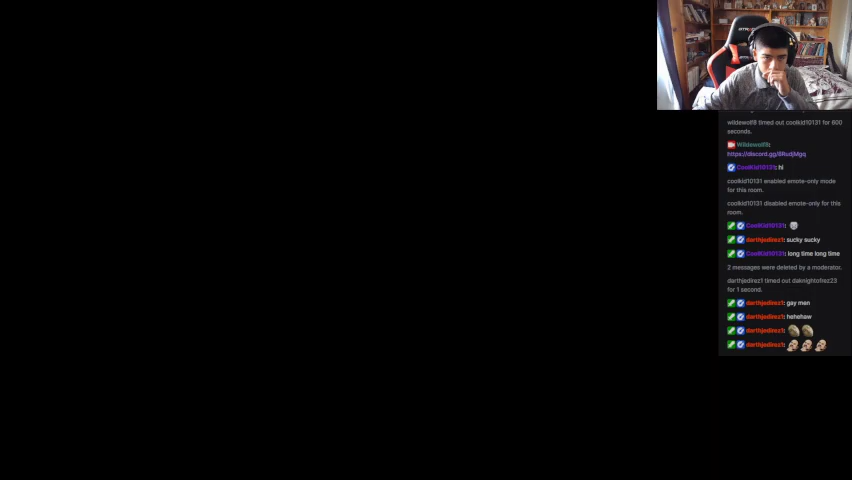 wildewolf8 timed out coolkid10131 for 600
seconds.
Wildewolf8:
https://discord.gg/8RudjMgq
CoolKid10131: hi
coolkid10131 enabled emote-only mode
for this room.
coolkid10131 disabled emote-only for this
room.
CoolKid10131:
darthjedirez1: sucky sucky
CoolKid10131: long time long time
2 messages were deleted by a moderator.
darthjedirez1 timed out daknightofrez23
for 1 second.
darthjedirez1: gay men
darthjedirez1: hehehaw
darthjedirez1:
darthjedirez1: